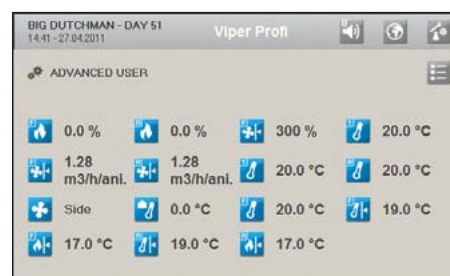 BIG DUTCHMAN - DAY 51
14:41 - 27.04.2011
Viper Profi
ADVANCED USER
0.0 % 0.0 % 300 % 20.0 °C
1.28 m3/h/ani. 1.28 m3/h/ani. 20.0 °C 20.0 °C
Side 0.0 °C 20.0 °C 19.0 °C
17.0 °C 19.0 °C 17.0 °C